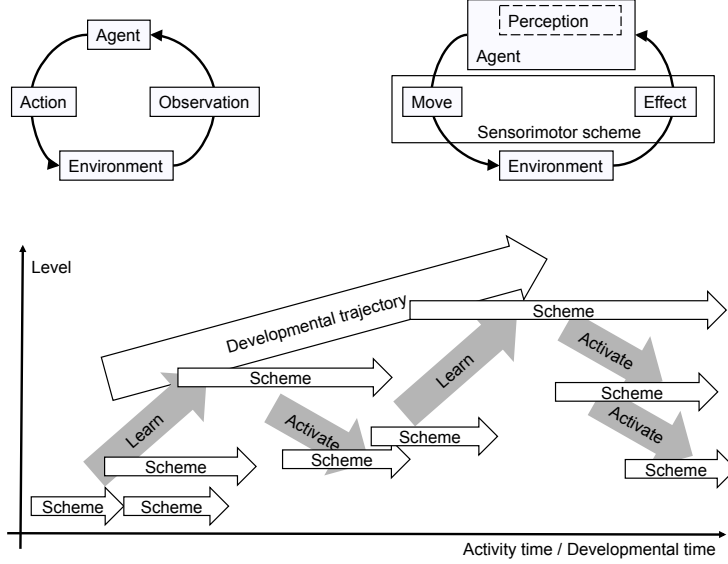 Agent
Action
Observation
Environment
Perception
Agent
Move
Effect
Sensorimotor scheme
Environment
Level
Developmental trajectory
Scheme
Scheme
Learn
Activate
Scheme
Scheme
Scheme
Scheme
Learn
Scheme
Scheme
Activate
Scheme
Activate
Scheme
Activity time / Developmental time